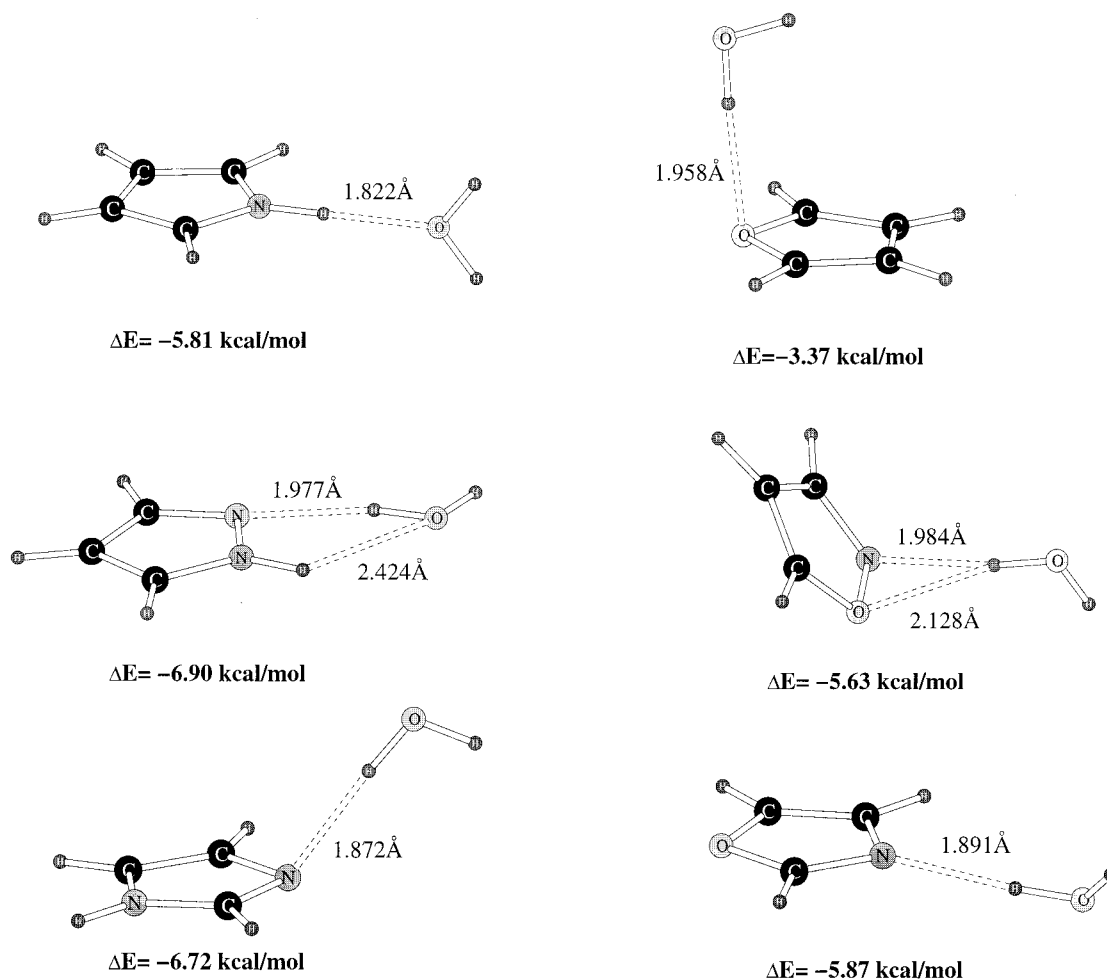 O
H
H
1.958Å
H
H
C
C
1.822Å
H
C
H
N
H
C
O
H
C
C
H
O
C
C
H
H
C
H
H
H
ΔE= −5.81 kcal/mol
ΔE=−3.37 kcal/mol
H
H
H
1.977Å
H
C
C
C
N
H
O
1.984Å
H
C
N
H
2.424Å
N
H
O
C
C
H
H
O
2.128Å
H
ΔE= −6.90 kcal/mol
ΔE= −5.63 kcal/mol
O
H
H
H
C
H
1.872Å
H
C
C
O
N
1.891Å
H
C
N
C
H
O
N
C
H
H
H
H
ΔE= −6.72 kcal/mol
ΔE= −5.87 kcal/mol